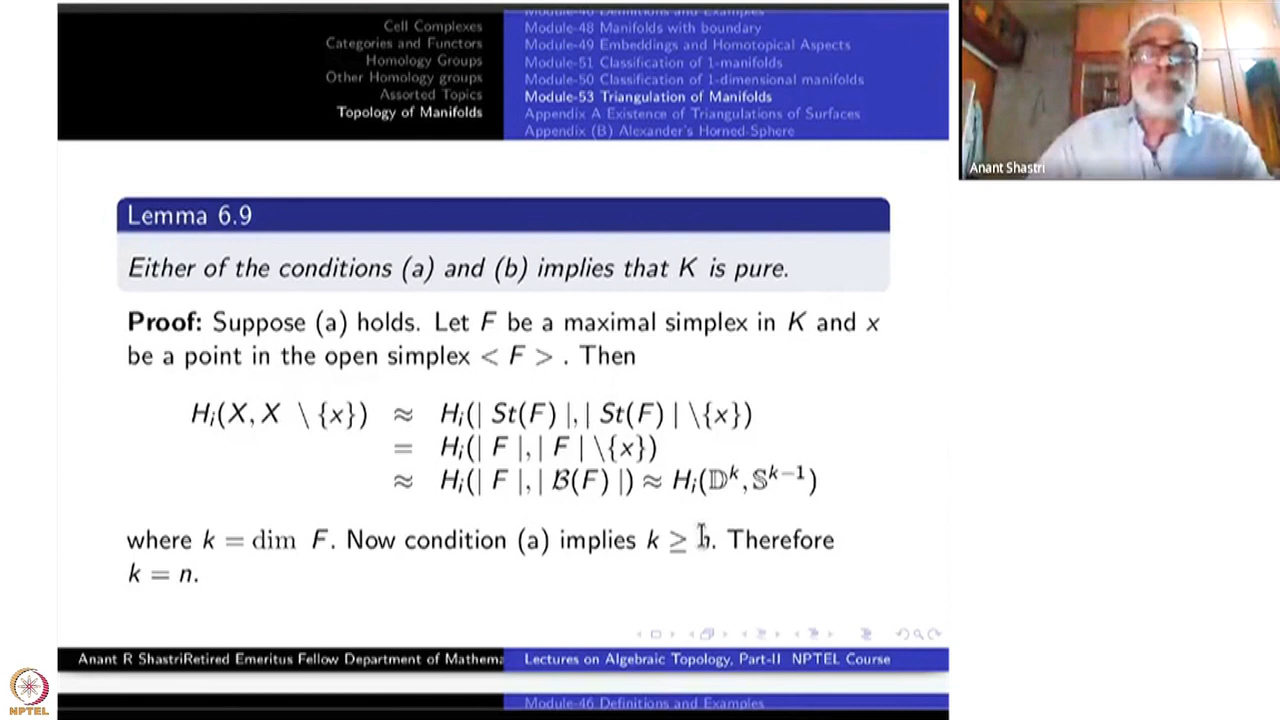 Cell Complexes
Categories and Functors
Homology Groups
Other Homology groups
Assorted Topics
Topology of Manifolds
Module-46 Definitions and Examples
Module-48 Manifolds with boundary
Module-49 Embeddings and Homotopical Aspects
Module-51 Classification of 1-manifolds
Module-50 Classification of 1-dimensional manifolds
Module-53 Triangulation of Manifolds
Appendix A Existence of Triangulations of Surfaces
Appendix (B) Alexander's Horned-Sphere
Anant Shastri
Lemma 6.9
Either of the conditions (a) and (b) implies that K is pure.
Proof: Suppose (a) holds. Let F be a maximal simplex in K and x
be a point in the open simplex < F > . Then
H_i(X, X \ {x}) ≈ H_i(| St(F) |, | St(F) | \{x})
= H_i(| F |, | F | \{x})
≈ H_i(| F |, | ℬ(F) |) ≈ H_i(𝔻^k, 𝕊^{k−1})
where k = dim F. Now condition (a) implies k ≥ n. Therefore
k = n.
Anant R ShastriRetired Emeritus Fellow Department of Mathema
Lectures on Algebraic Topology, Part-II NPTEL Course
Module-46 Definitions and Examples
NPTEL